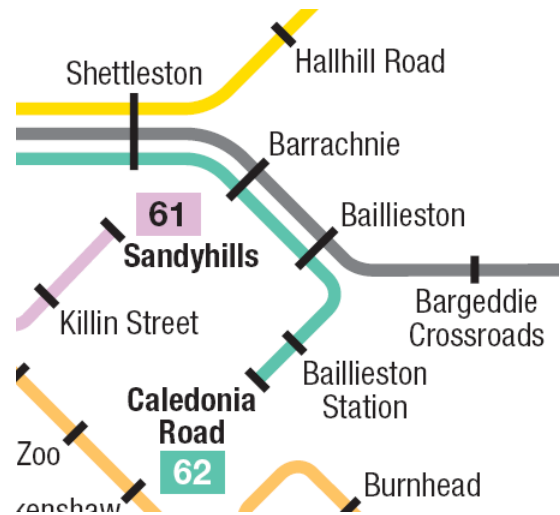 Hallhill Road
Shettleston
Barrachnie
61
Sandyhills
Baillieston
Killin Street
Bargeddie
Crossroads
Baillieston
Station
Caledonia
Road
62
Zoo
Burnhead